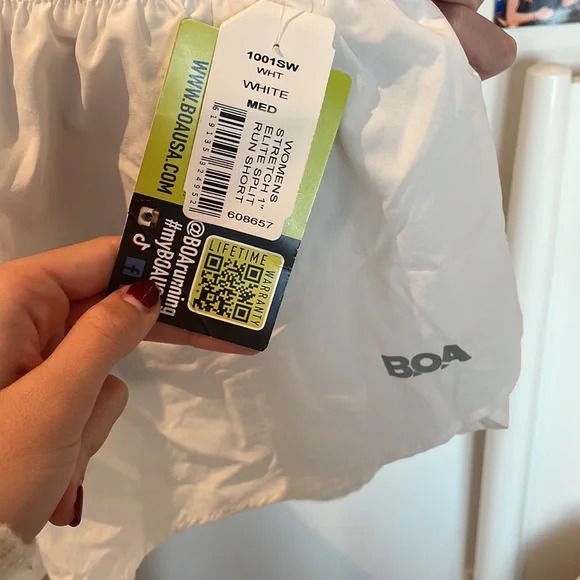 1001SW
WHT
WHITE
MED
WOMENS
STRETCH 1"
ELITE SPLIT
RUN SHORT
608657
WWW.BOAUSA.COM
@BOArunning
#myBOAUSA
LIFETIME WARRANTY
BOA